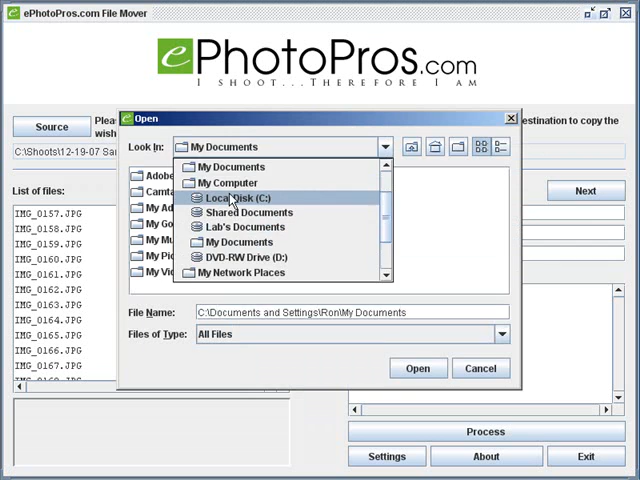 ePhotoPros.com File Mover
ePhotoPros.com
I SHOOT...THEREFORE I AM
Source
Plea
estination to copy the
wish
C:\Shoots\12-19-07 Sar
List of files:
Next
IMG_0157.JPG
IMG_0158.JPG
IMG_0159.JPG
IMG_0160.JPG
IMG_0161.JPG
IMG_0162.JPG
IMG_0163.JPG
IMG_0164.JPG
IMG_0165.JPG
IMG_0166.JPG
IMG_0167.JPG
Open
Look In:
My Documents
Adobe
Camta
My Ad
My Go
My Mu
My Pic
My Vic
My Documents
My Computer
Local Disk (C:)
Shared Documents
Lab's Documents
My Documents
DVD-RW Drive (D:)
My Network Places
File Name:
C:\Documents and Settings\Ron\My Documents
Files of Type:
All Files
Open
Cancel
Process
Settings
About
Exit